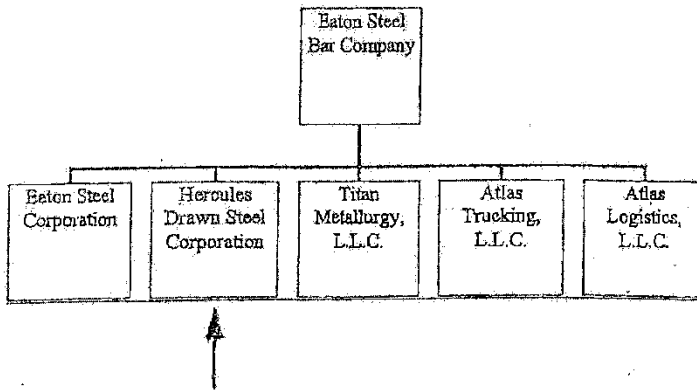 Eaton Steel
Bar Company
Eaton Steel
Corporation
Hercules
Drawn Steel
Corporation
Titan
Metallurgy,
L.L.C.
Atlas
Trucking,
L.L.C.
Atlas
Logistics,
L.L.C.